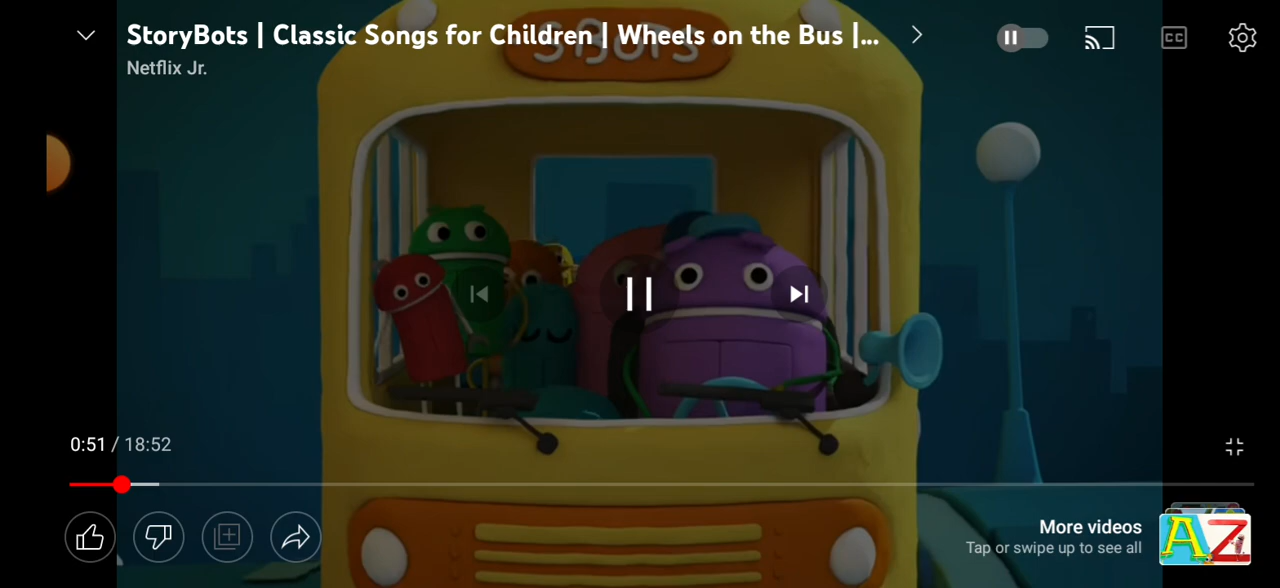 StoryBots | Classic Songs for Children | Wheels on the Bus |...
Netflix Jr.
CC
0:51 / 18:52
More videos
Tap or swipe up to see all
A Z